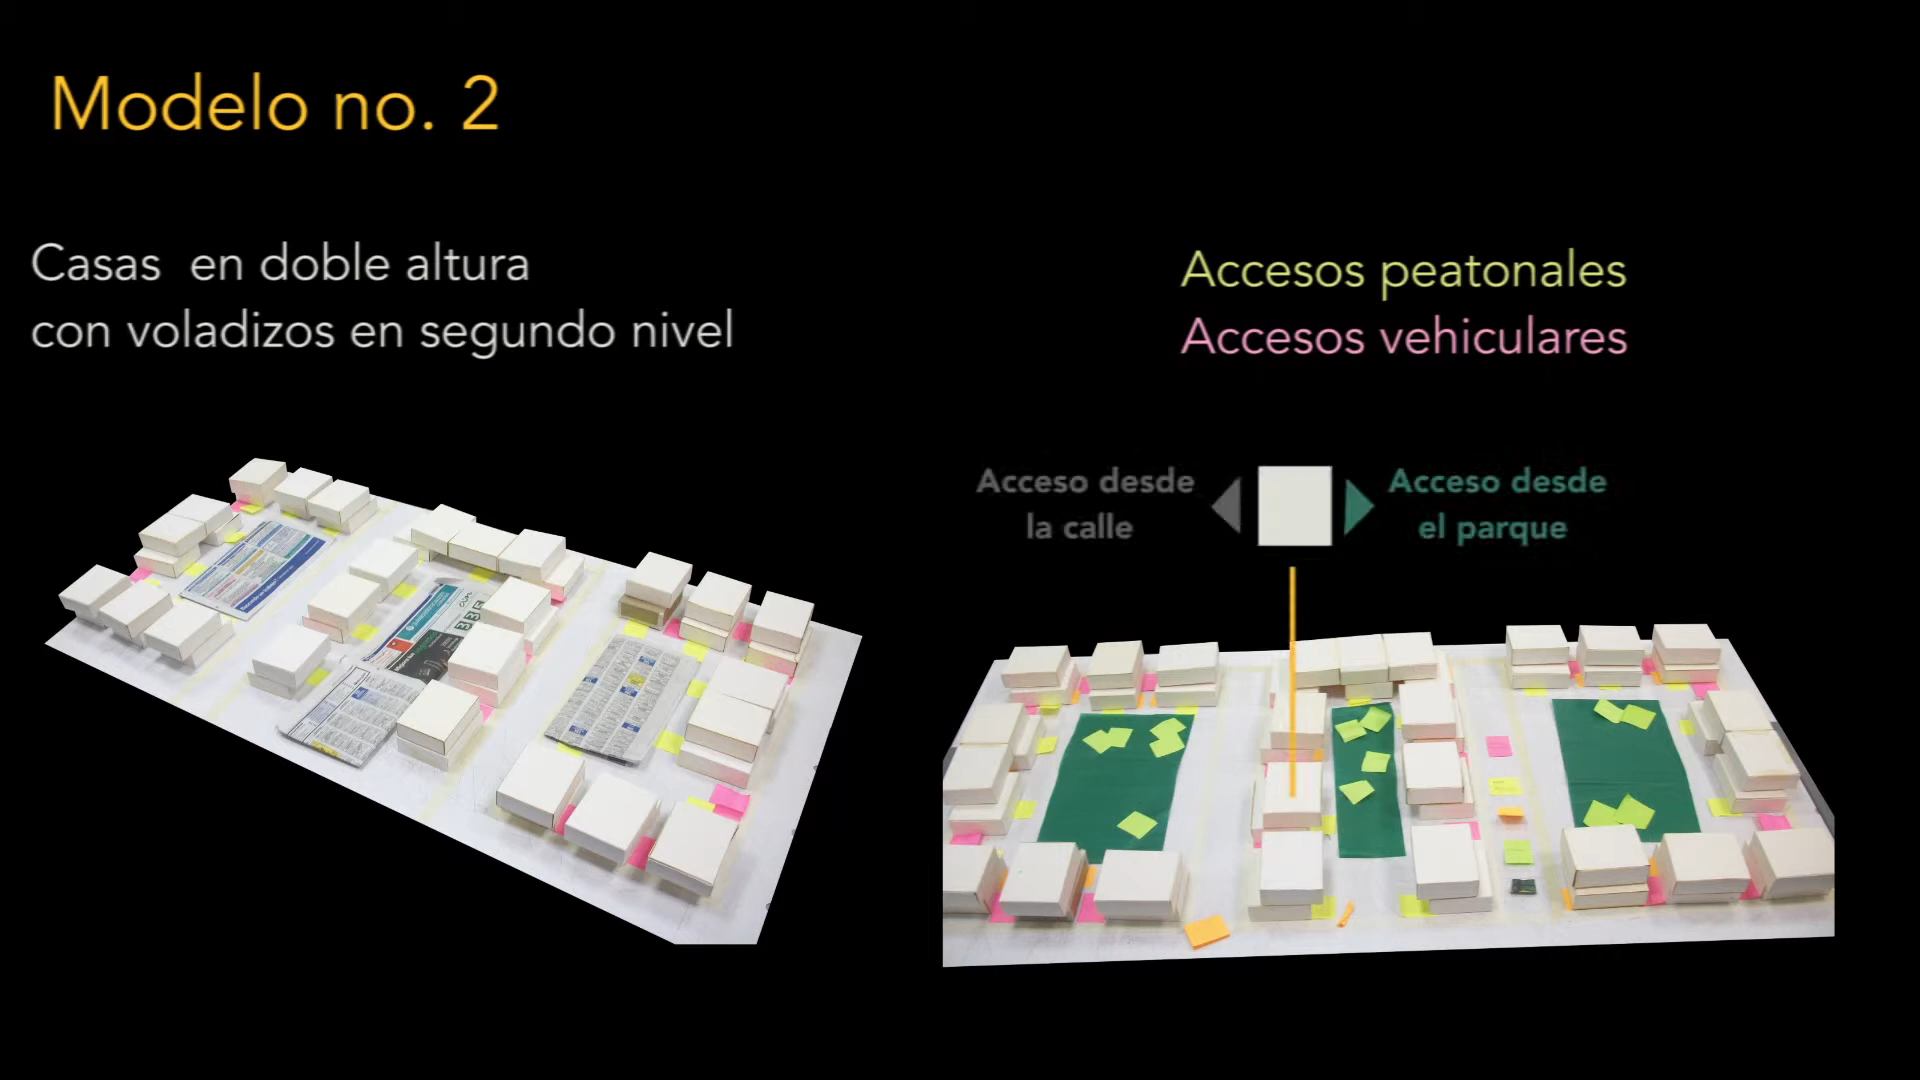 Modelo no. 2
Casas en doble altura
con voladizos en segundo nivel
Accesos peatonales
Accesos vehiculares
Acceso desde
la calle
Acceso desde
el parque